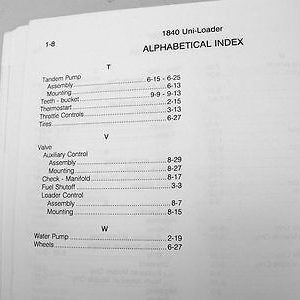 1840 Uni-Loader
1-8
ALPHABETICAL INDEX
T
Tandem Pump 6-15 - 6-25
Assembly 6-13
Mounting 9-9 - 9-13
Teeth - bucket 2-15
Thermostart 3-13
Throttle Controls 6-27
Tires
V
Valve
Auxiliary Control
Assembly 8-29
Mounting 8-27
Check - Manifold 8-17
Fuel Shutoff 3-3
Loader Control
Assembly 8-7
Mounting 8-15
W
Water Pump 2-19
Wheels 6-27